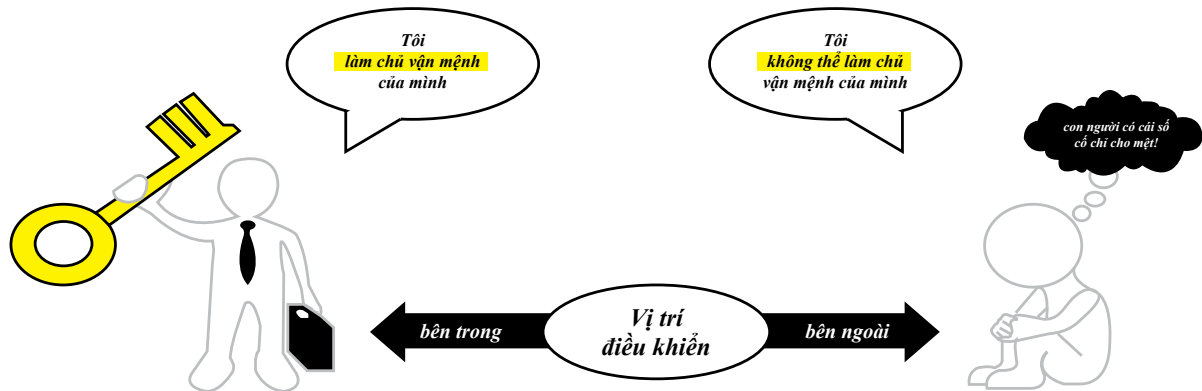 Tôi
làm chủ vận mệnh
của mình
Tôi
không thể làm chủ
vận mệnh của mình
con người có cái số
cố chỉ cho mệt!
bên trong
Vị trí
điều khiển
bên ngoài